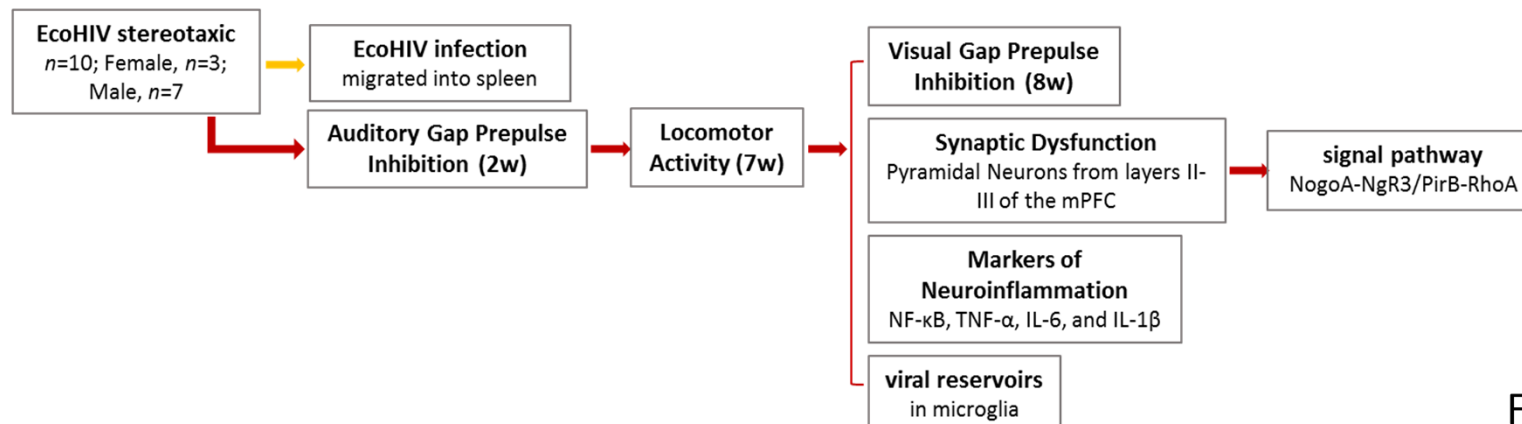 EcoHIV stereotaxic
n=10; Female, n=3;
Male, n=7
EcoHIV infection
migrated into spleen
Auditory Gap Prepulse
Inhibition (2w)
Locomotor
Activity (7w)
Visual Gap Prepulse
Inhibition (8w)
Synaptic Dysfunction
Pyramidal Neurons from layers II-
III of the mPFC
signal pathway
NogoA-NgR3/PirB-RhoA
Markers of
Neuroinflammation
NF-κB, TNF-α, IL-6, and IL-1β
viral reservoirs
in microglia